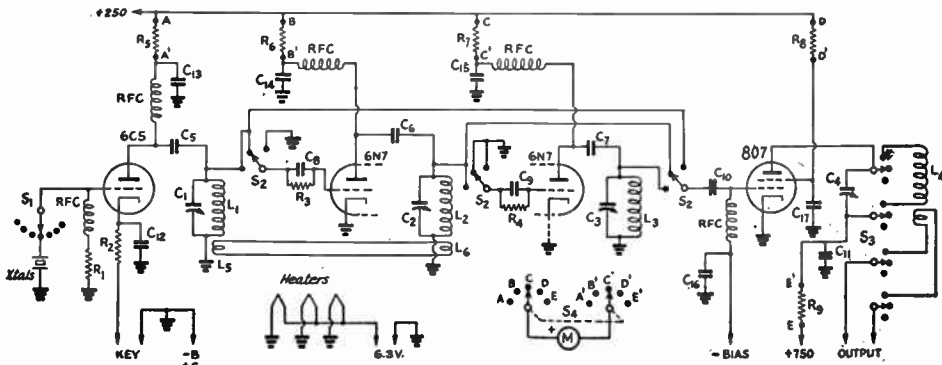 +250 A B C D
R5 R6 R7 R8
A' B' RFC C' RFC D'
C13 C14 C15
RFC
6C5 C5 C6 6N7 6N7 C7 807
S1 RFC C1 L1 S2 C8 R3 C2 L2 S2 C9 R4 C3 L3 S2 C10 RFC C17 C4 L4
Xtals R1 R2 C12 L5 L6 C16 C11 S3
Heaters
A B C D E A' B' C' D' E' S4
+ M
E' R9 E
KEY -B 6.3V. -BIAS +750 OUTPUT